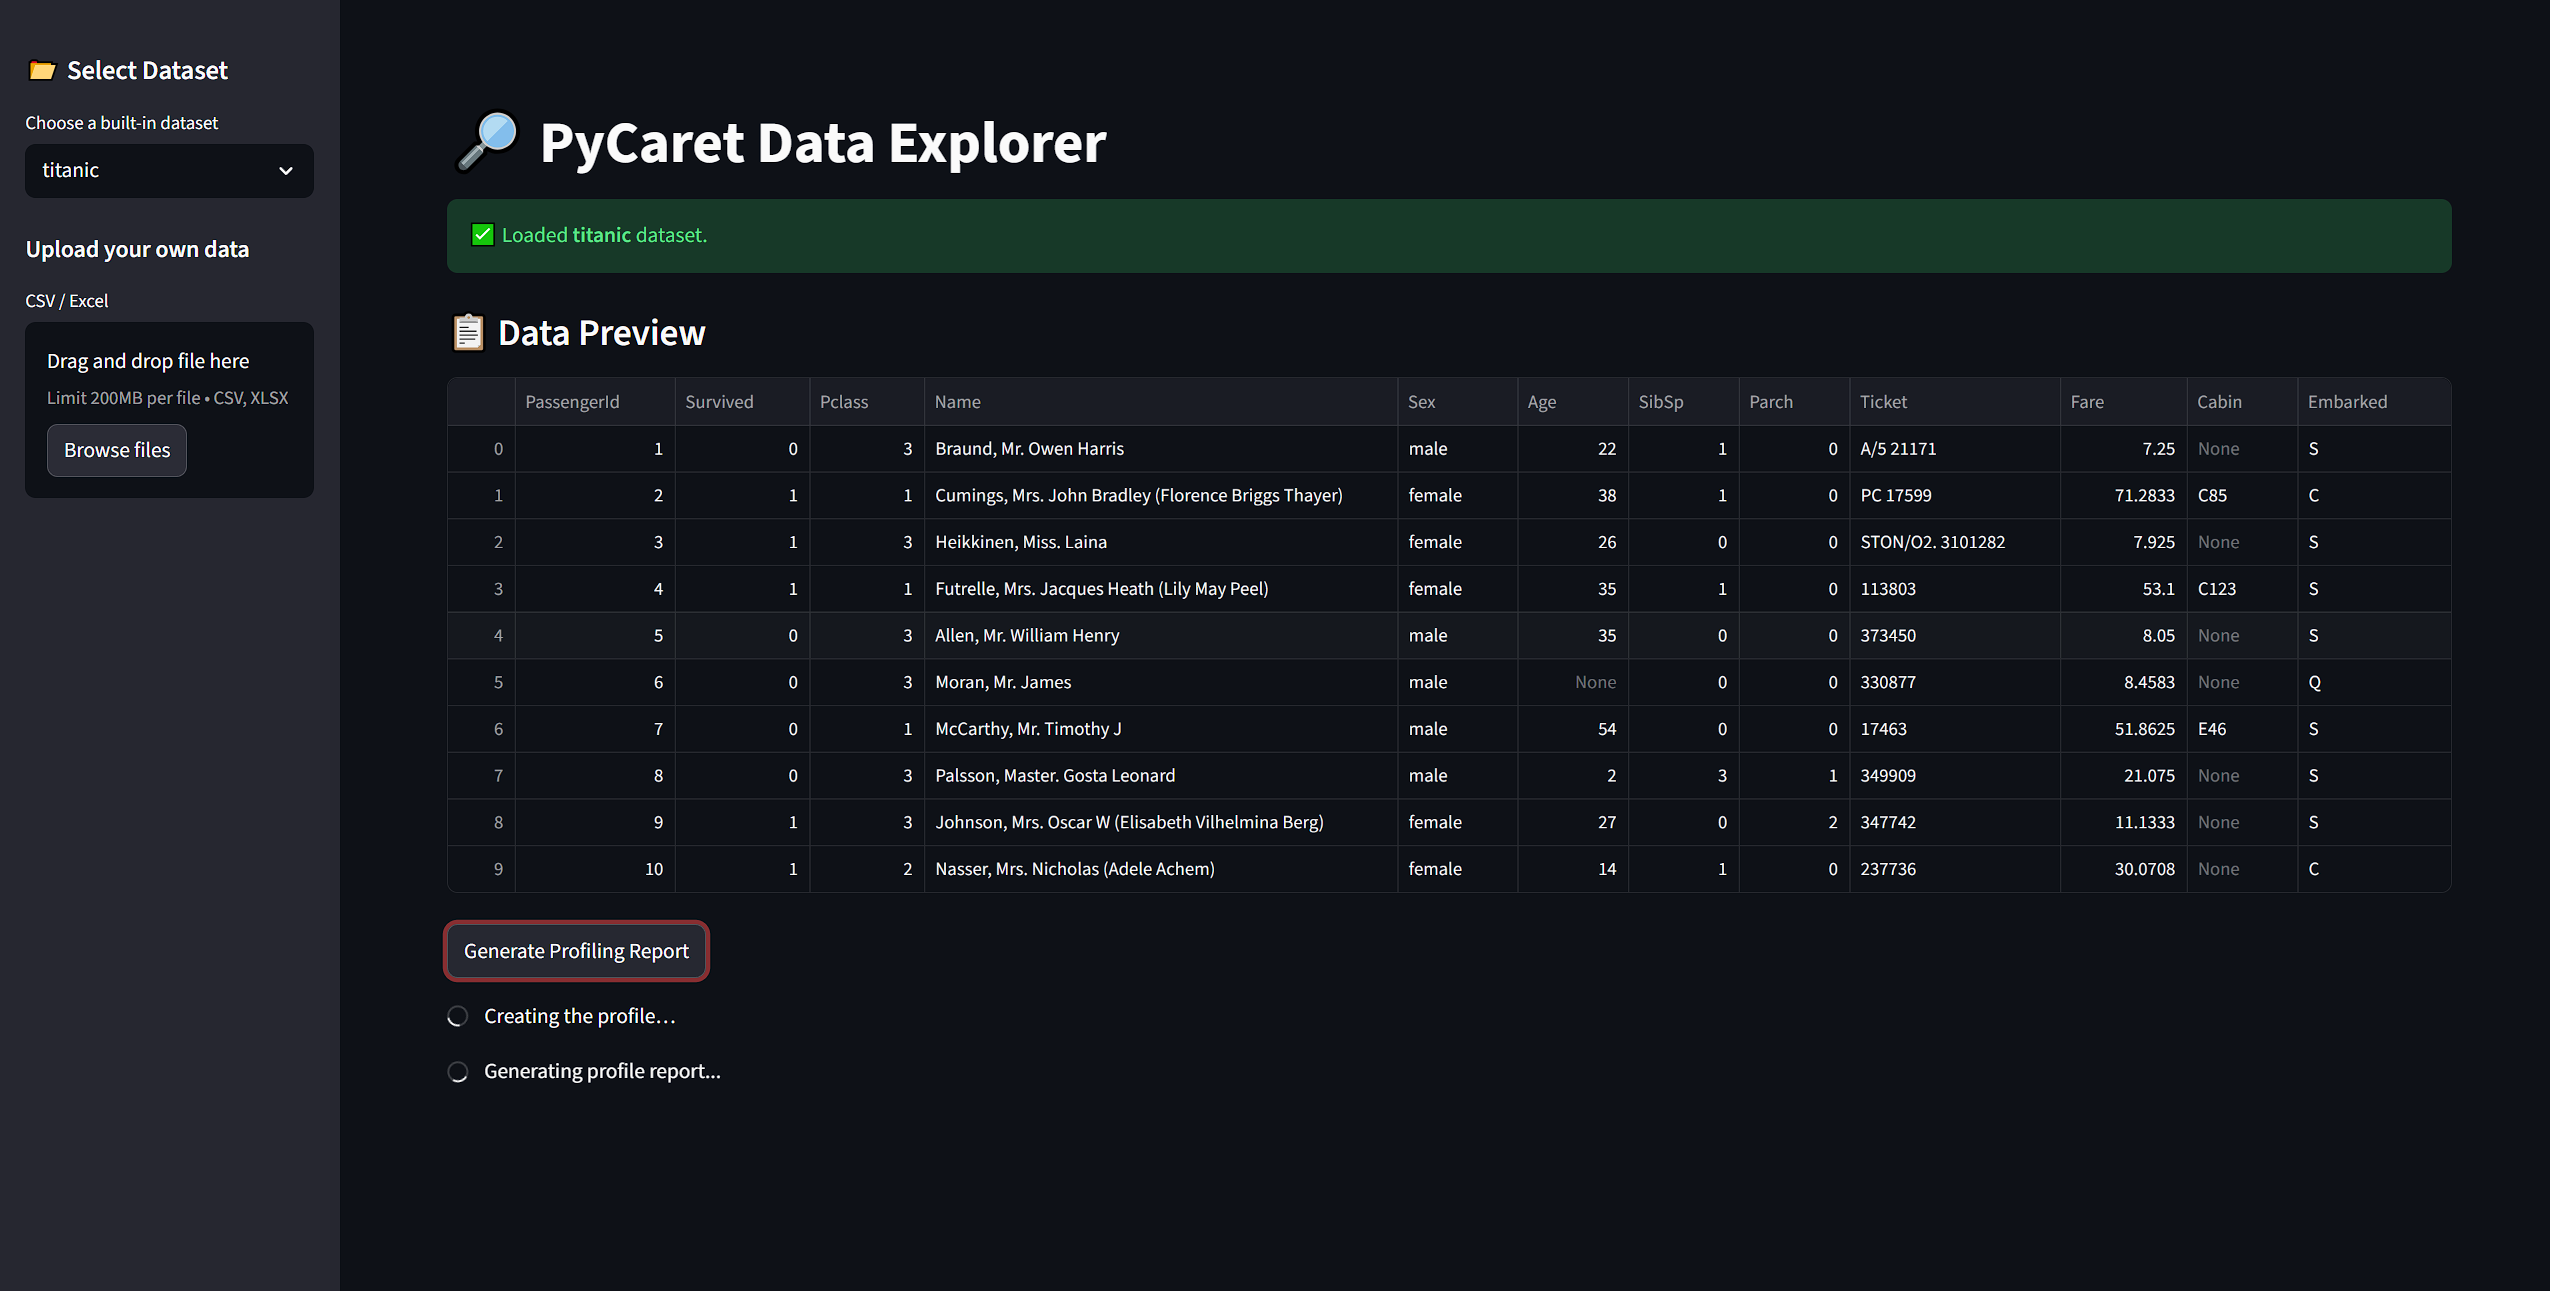 Select Dataset
Choose a built-in dataset
titanic
Upload your own data
CSV / Excel
Drag and drop file here
Limit 200MB per file • CSV, XLSX
Browse files
PyCaret Data Explorer
Loaded titanic dataset.
Data Preview
PassengerId Survived Pclass Name Sex Age SibSp Parch Ticket Fare Cabin Embarked
0 1 0 3 Braund, Mr. Owen Harris male 22 1 0 A/5 21171 7.25 None S
1 2 1 1 Cumings, Mrs. John Bradley (Florence Briggs Thayer) female 38 1 0 PC 17599 71.2833 C85 C
2 3 1 3 Heikkinen, Miss. Laina female 26 0 0 STON/O2. 3101282 7.925 None S
3 4 1 1 Futrelle, Mrs. Jacques Heath (Lily May Peel) female 35 1 0 113803 53.1 C123 S
4 5 0 3 Allen, Mr. William Henry male 35 0 0 373450 8.05 None S
5 6 0 3 Moran, Mr. James male None 0 0 330877 8.4583 None Q
6 7 0 1 McCarthy, Mr. Timothy J male 54 0 0 17463 51.8625 E46 S
7 8 0 3 Palsson, Master. Gosta Leonard male 2 3 1 349909 21.075 None S
8 9 1 3 Johnson, Mrs. Oscar W (Elisabeth Vilhelmina Berg) female 27 0 2 347742 11.1333 None S
9 10 1 2 Nasser, Mrs. Nicholas (Adele Achem) female 14 1 0 237736 30.0708 None C
Generate Profiling Report
Creating the profile…
Generating profile report...